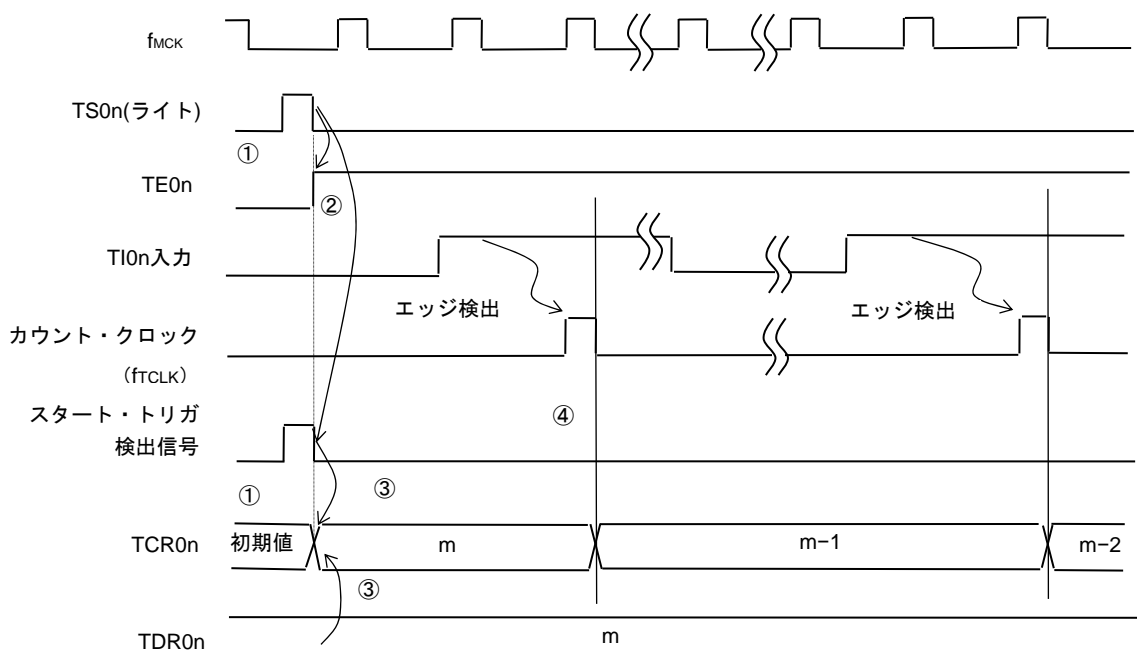 fMCK
TS0n(ライト)
①
TE0n
②
TI0n入力
エッジ検出
エッジ検出
カウント・クロック
（fTCLK）
スタート・トリガ
検出信号
④
①
③
TCR0n
初期値
m
m−1
m−2
③
TDR0n
m